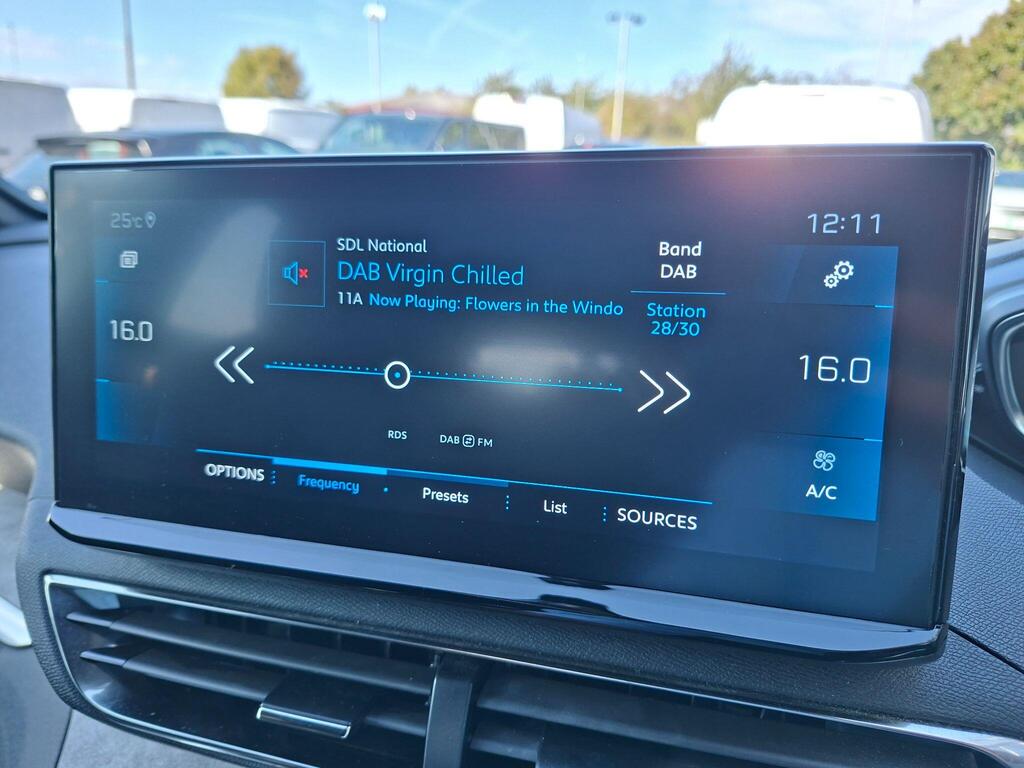 25°C
12:11
SDL National
DAB Virgin Chilled
11A Now Playing: Flowers in the Windo
Band
DAB
Station
28/30
16.0
16.0
RDS
DAB FM
A/C
OPTIONS
Frequency
Presets
List
SOURCES